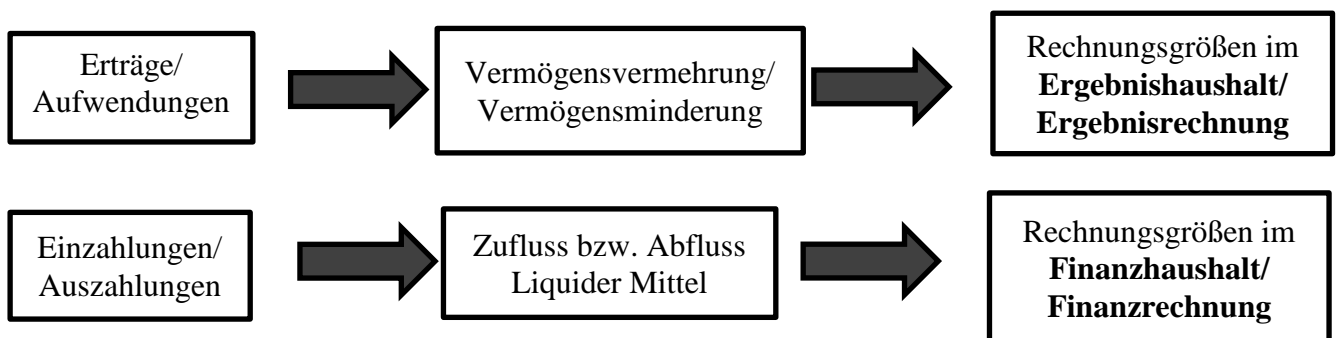 Erträge/
Aufwendungen
Vermögensvermehrung/
Vermögensminderung
Rechnungsgrößen im
Ergebnishaushalt/
Ergebnisrechnung
Einzahlungen/
Auszahlungen
Zufluss bzw. Abfluss
Liquider Mittel
Rechnungsgrößen im
Finanzhaushalt/
Finanzrechnung